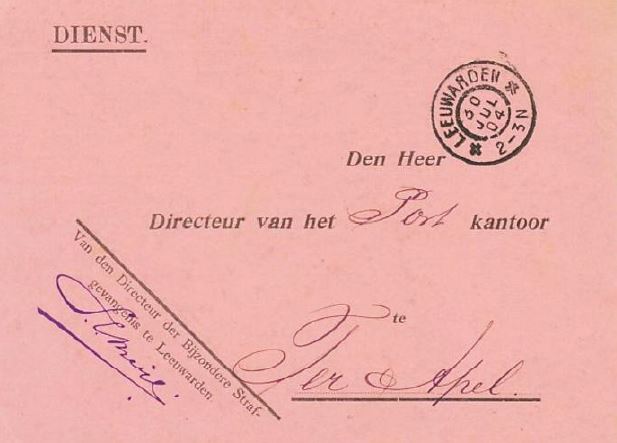 DIENST.
* LEEUWARDEN *
30
JUL
04
2-3N
Den Heer
Directeur van het Post kantoor
te
Ter Apel.
Van den Directeur der Bijzondere Straf-
gevangenis te Leeuwarden.